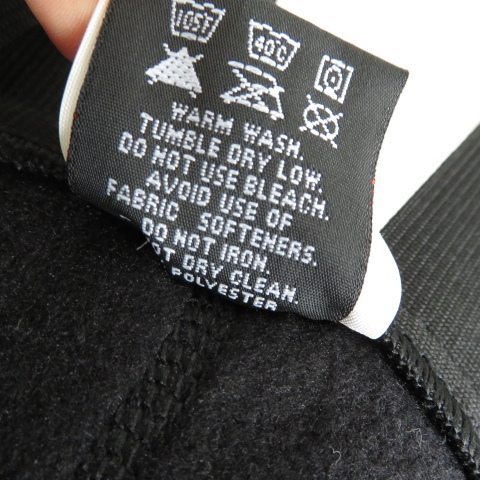 105F 40C
WARM WASH.
TUMBLE DRY LOW.
DO NOT USE BLEACH.
AVOID USE OF
FABRIC SOFTENERS.
DO NOT IRON.
DRY CLEAN.
POLYESTER